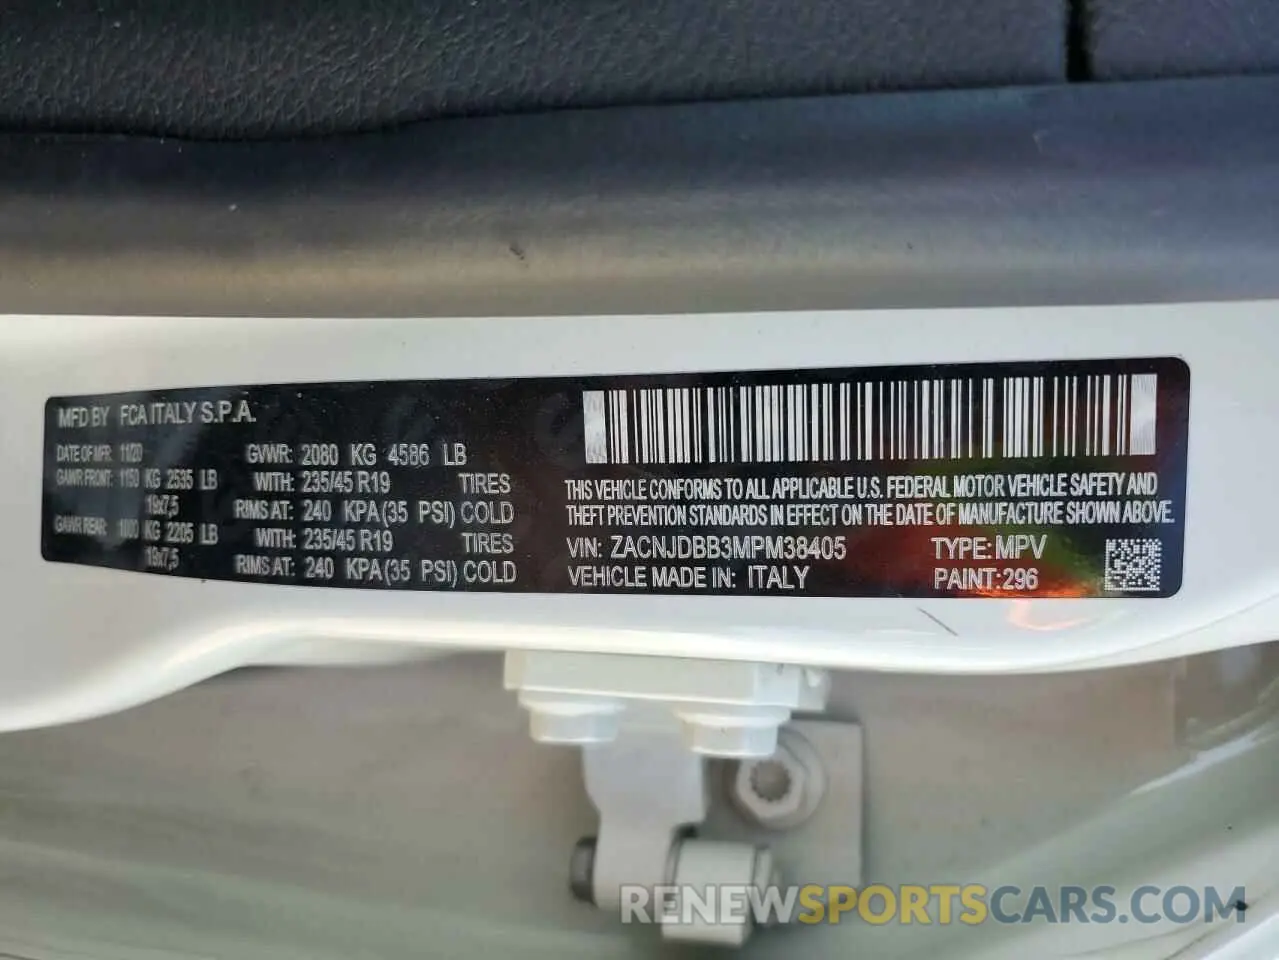 MFD BY FCA ITALY S.P.A.
DATE OF MFR: 11/20 GVWR: 2080 KG 4586 LB
GAWR FRONT: 1150 KG 2535 LB WITH: 235/45 R19 TIRES
19x7,5 RIMS AT: 240 KPA (35 PSI) COLD
GAWR REAR: 1000 KG 2205 LB WITH: 235/45 R19 TIRES
19x7,5 RIMS AT: 240 KPA (35 PSI) COLD
THIS VEHICLE CONFORMS TO ALL APPLICABLE U.S. FEDERAL MOTOR VEHICLE SAFETY AND
THEFT PREVENTION STANDARDS IN EFFECT ON THE DATE OF MANUFACTURE SHOWN ABOVE.
VIN: ZACNJDBB3MPM38405 TYPE: MPV
VEHICLE MADE IN: ITALY PAINT: 296
RENEWSPORTSCARS.COM